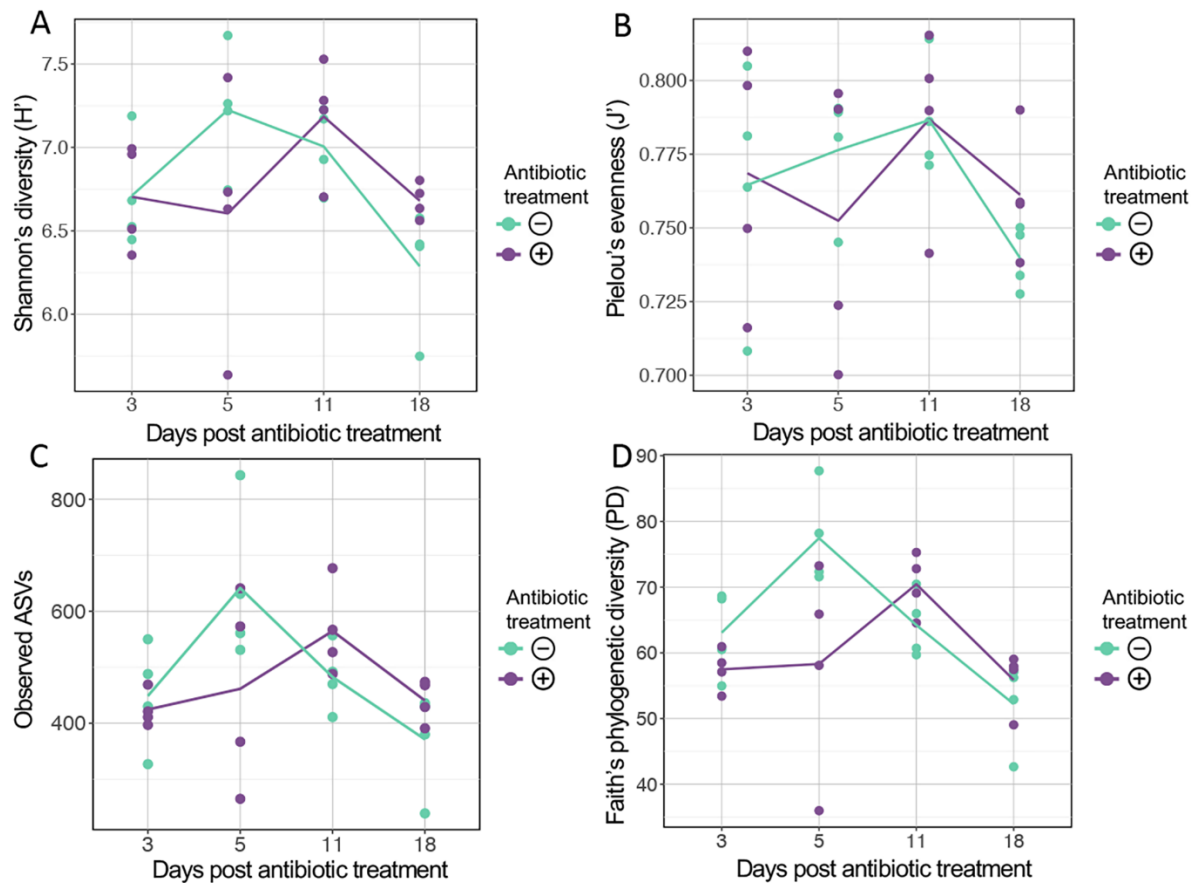 A
Shannon's diversity (H')
7.5
7.0
6.5
6.0
3 5 11 18
Days post antibiotic treatment
Antibiotic
treatment
−
+
B
Pielou's evenness (J')
0.800
0.775
0.750
0.725
0.700
3 5 11 18
Days post antibiotic treatment
Antibiotic
treatment
−
+
C
Observed ASVs
800
600
400
3 5 11 18
Days post antibiotic treatment
Antibiotic
treatment
−
+
D
Faith's phylogenetic diversity (PD)
90
80
70
60
50
40
3 5 11 18
Days post antibiotic treatment
Antibiotic
treatment
−
+